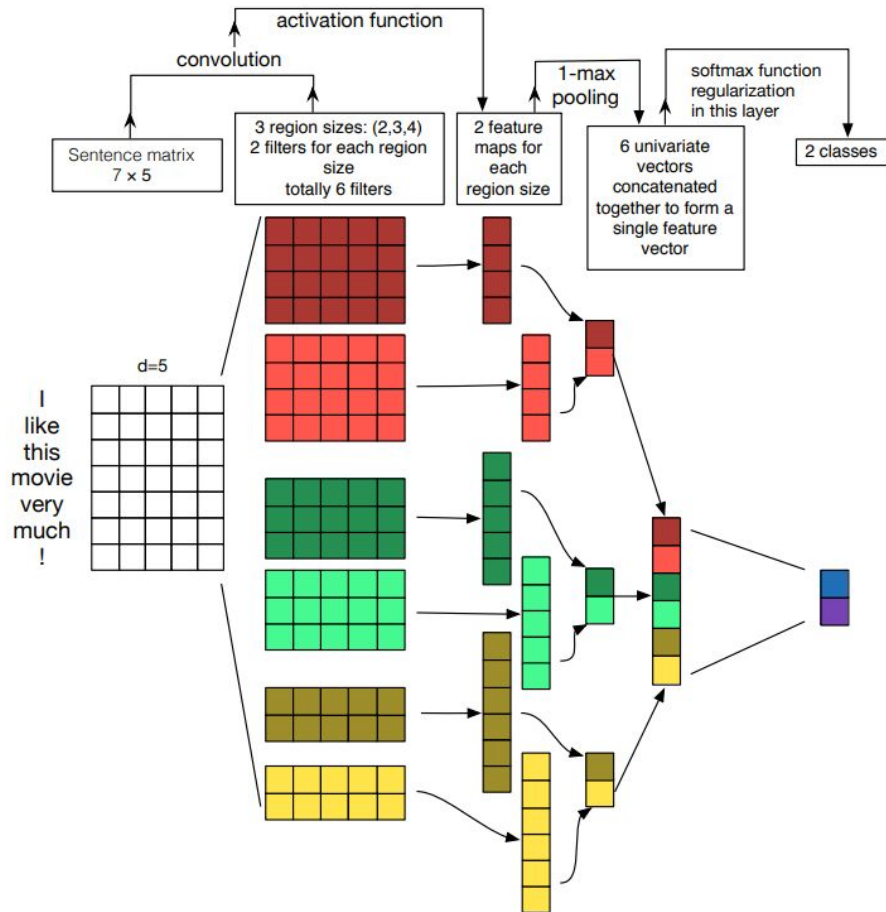 activation function
convolution
1-max
pooling
softmax function
regularization
in this layer
Sentence matrix
7 × 5
3 region sizes: (2,3,4)
2 filters for each region
size
totally 6 filters
2 feature
maps for
each
region size
6 univariate
vectors
concatenated
together to form a
single feature
vector
2 classes
d=5
I
like
this
movie
very
much
!